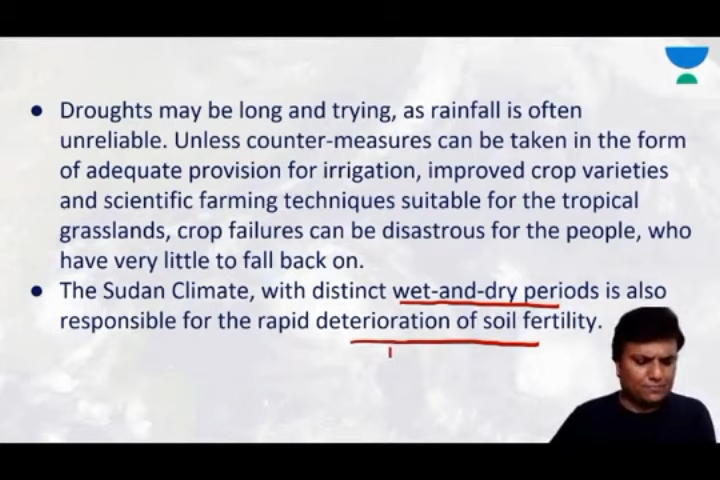 ● Droughts may be long and trying, as rainfall is often
unreliable. Unless counter-measures can be taken in the form
of adequate provision for irrigation, improved crop varieties
and scientific farming techniques suitable for the tropical
grasslands, crop failures can be disastrous for the people, who
have very little to fall back on.
● The Sudan Climate, with distinct wet-and-dry periods is also
responsible for the rapid deterioration of soil fertility.